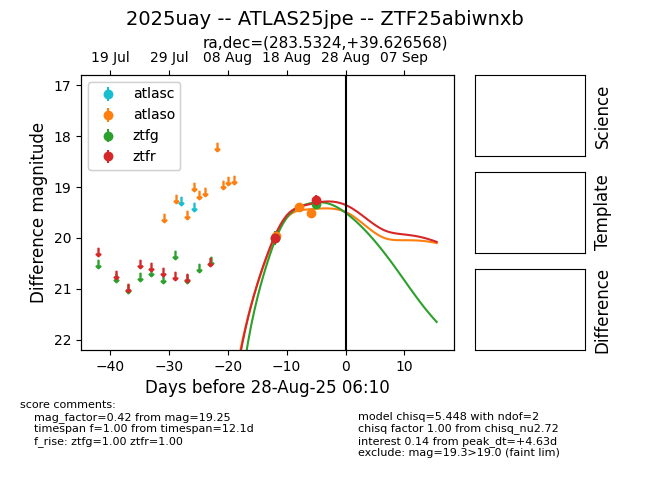 2025uay -- ATLAS25jpe -- ZTF25abiwnxb
ra,dec=(283.5324,+39.626568)
19 Jul 29 Jul 08 Aug 18 Aug 28 Aug 07 Sep
17
18
19
20
21
22
Difference magnitude
atlasc
atlaso
ztfg
ztfr
−40 −30 −20 −10 0 10
Days before 28-Aug-25 06:10
Science
Template
Difference
score comments:
mag_factor=0.42 from mag=19.25
timespan f=1.00 from timespan=12.1d
f_rise: ztfg=1.00 ztfr=1.00
model chisq=5.448 with ndof=2
chisq factor 1.00 from chisq_nu2.72
interest 0.14 from peak_dt=+4.63d
exclude: mag=19.3>19.0 (faint lim)